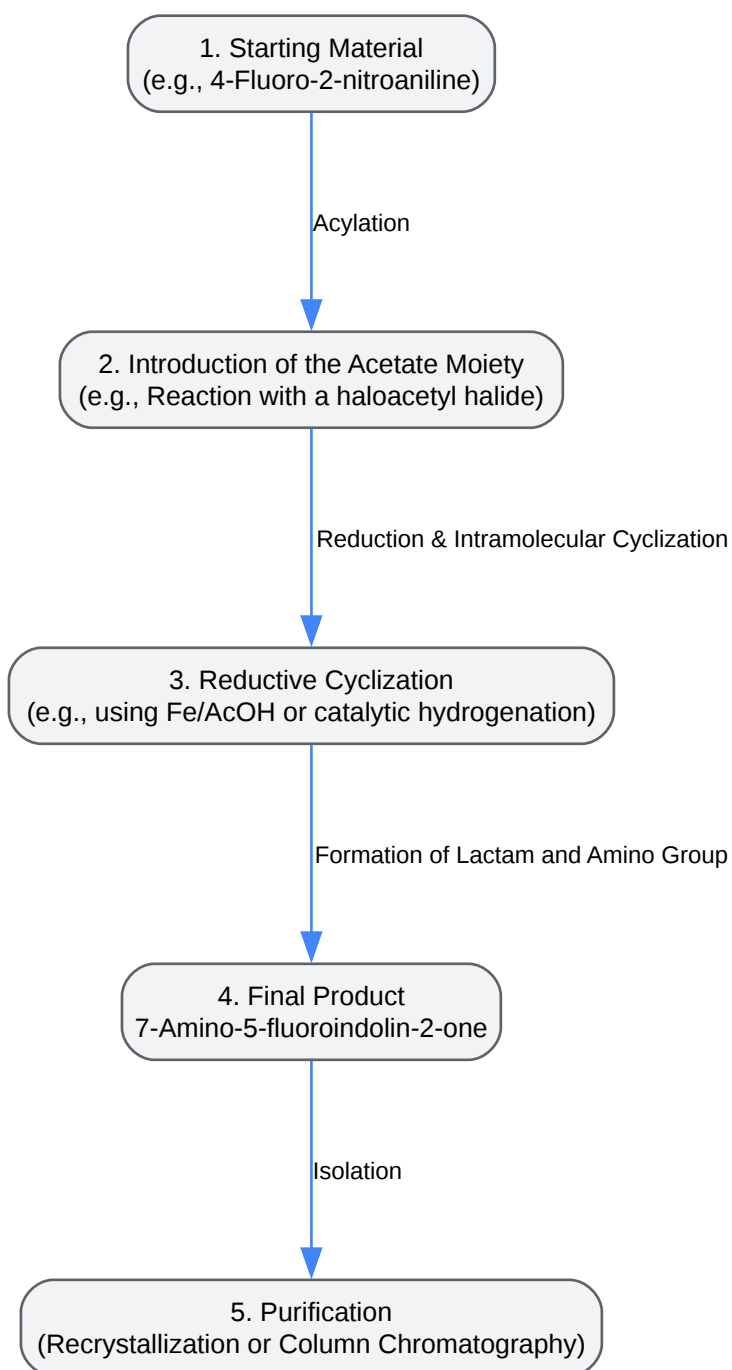 1. Starting Material
(e.g., 4-Fluoro-2-nitroaniline)
Acylation
2. Introduction of the Acetate Moiety
(e.g., Reaction with a haloacetyl halide)
Reduction & Intramolecular Cyclization
3. Reductive Cyclization
(e.g., using Fe/AcOH or catalytic hydrogenation)
Formation of Lactam and Amino Group
4. Final Product
7-Amino-5-fluoroindolin-2-one
Isolation
5. Purification
(Recrystallization or Column Chromatography)